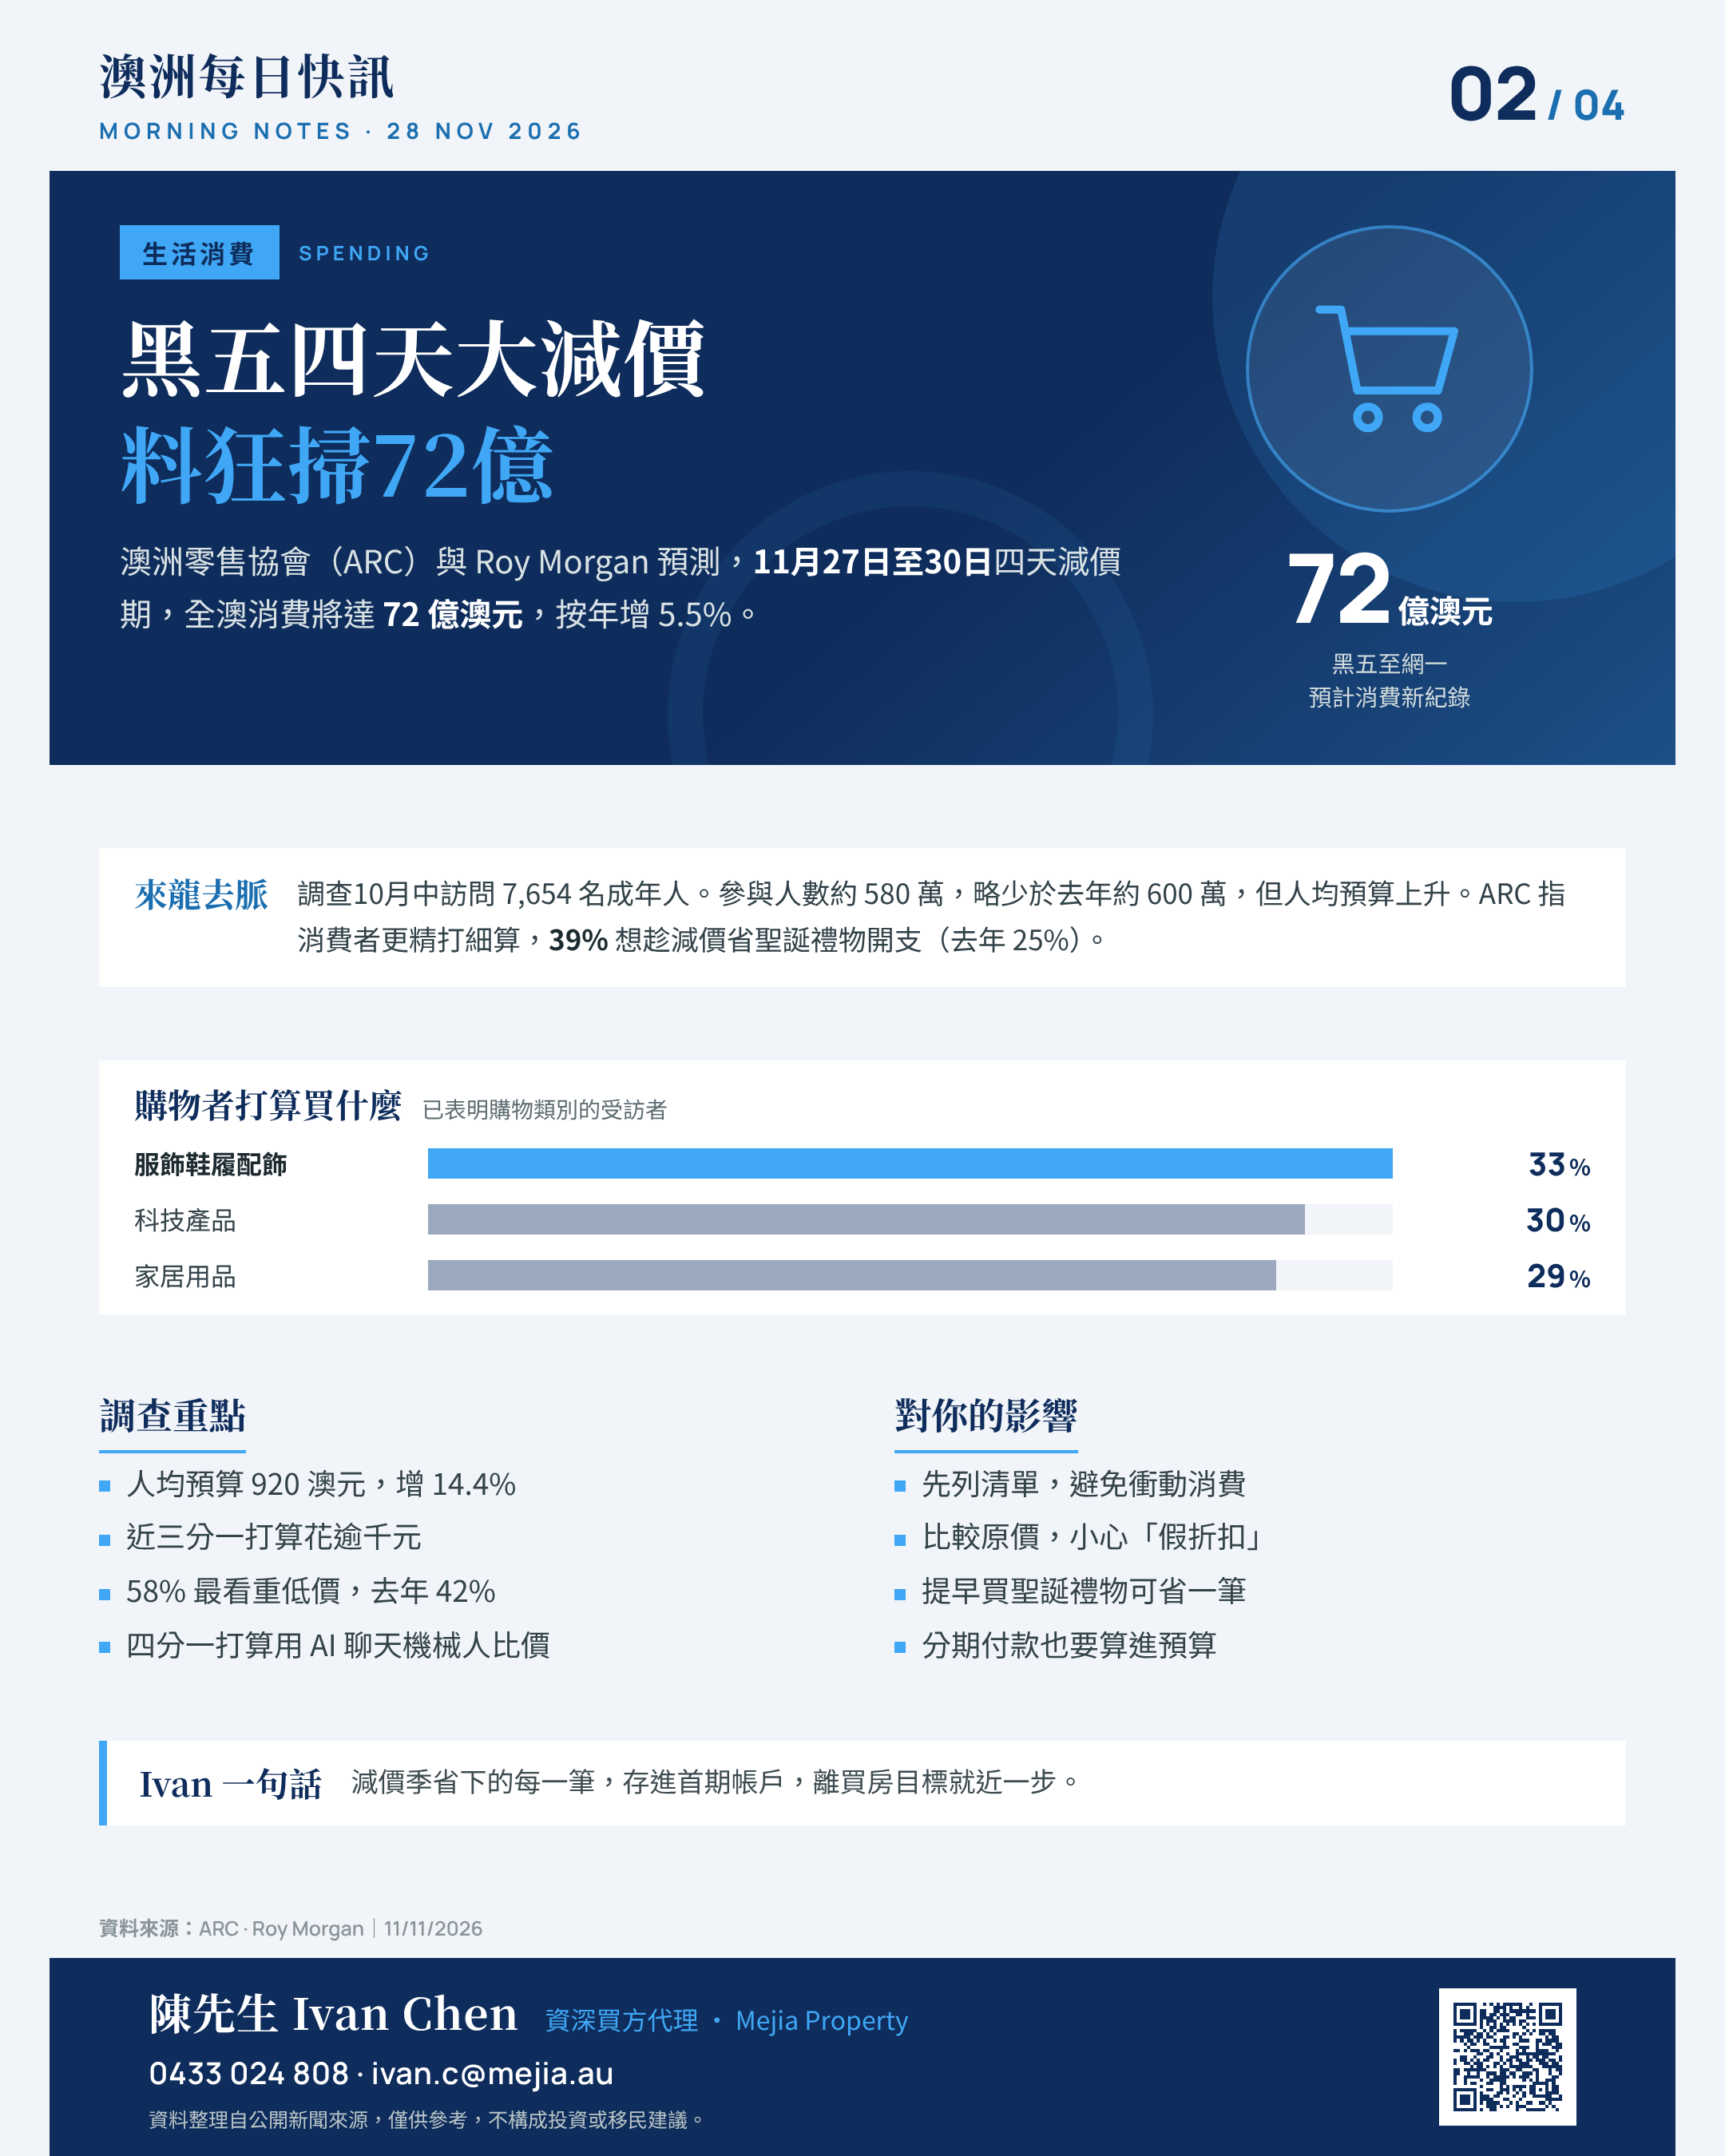 澳洲每日快訊
MORNING NOTES · 28 NOV 2026
02 / 04
生活消費 SPENDING
黑五四天大減價
料狂掃72億
澳洲零售協會（ARC）與 Roy Morgan 預測，11月27日至30日四天減價
期，全澳消費將達 72 億澳元，按年增 5.5%。
72 億澳元
黑五至網一
預計消費新紀錄
來龍去脈
調查10月中訪問 7,654 名成年人。參與人數約 580 萬，略少於去年約 600 萬，但人均預算上升。ARC 指
消費者更精打細算，39% 想趁減價省聖誕禮物開支（去年 25%）。
購物者打算買什麼 已表明購物類別的受訪者
服飾鞋履配飾 33%
科技產品 30%
家居用品 29%
調查重點
人均預算 920 澳元，增 14.4%
近三分一打算花逾千元
58% 最看重低價，去年 42%
四分一打算用 AI 聊天機械人比價
對你的影響
先列清單，避免衝動消費
比較原價，小心「假折扣」
提早買聖誕禮物可省一筆
分期付款也要算進預算
Ivan 一句話 減價季省下的每一筆，存進首期帳戶，離買房目標就近一步。
資料來源：ARC · Roy Morgan｜11/11/2026
陳先生 Ivan Chen 資深買方代理 · Mejia Property
0433 024 808 · ivan.c@mejia.au
資料整理自公開新聞來源，僅供參考，不構成投資或移民建議。